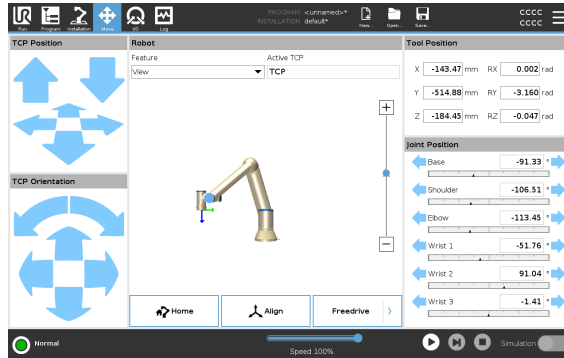 UR
Run
Program
Installation
Move
I/O
Log
PROGRAM <unnamed>*
INSTALLATION default*
New...
Open...
Save...
cccc
cccc
TCP Position
Robot
Feature
Active TCP
View
TCP
Tool Position
X -143.47 mm RX 0.002 rad
Y -514.88 mm RY -3.160 rad
Z -184.45 mm RZ -0.047 rad
Joint Position
Base -91.33 °
Shoulder -106.51 °
Elbow -113.45 °
Wrist 1 -51.76 °
Wrist 2 91.04 °
Wrist 3 -1.41 °
TCP Orientation
Home
Align
Freedrive
Normal
Speed 100%
Simulation